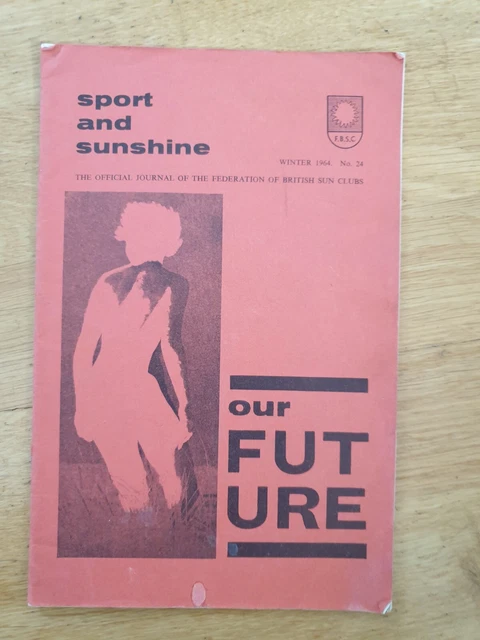 sport
and
sunshine
F.B.S.C.
WINTER 1964. No. 24
THE OFFICIAL JOURNAL OF THE FEDERATION OF BRITISH SUN CLUBS
our
FUT
URE